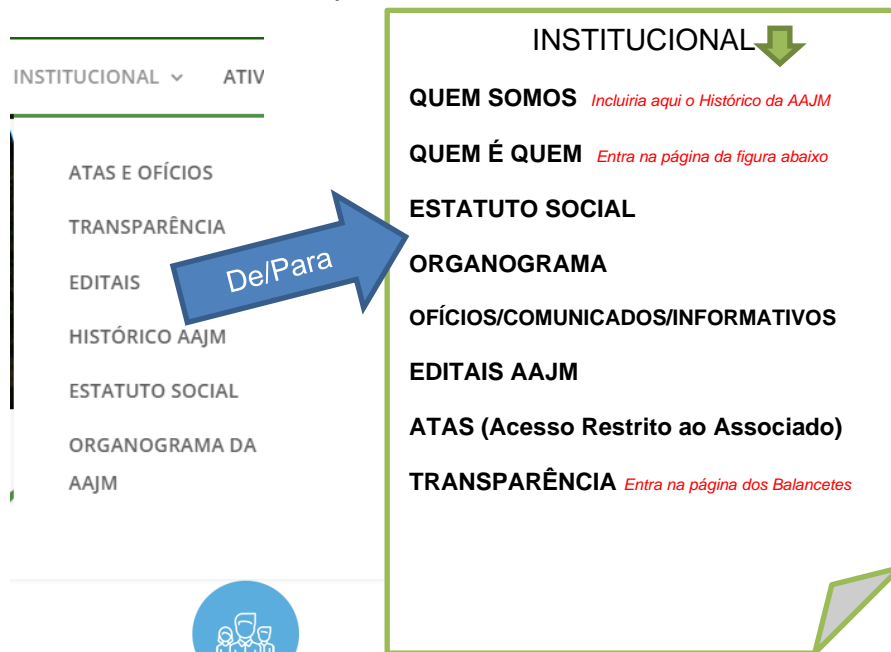 INSTITUCIONAL ATIV
ATAS E OFÍCIOS
TRANSPARÊNCIA
EDITAIS
HISTÓRICO AAJM
ESTATUTO SOCIAL
ORGANOGRAMA DA
AAJM
De/Para
INSTITUCIONAL
QUEM SOMOS Incluiria aqui o Histórico da AAJM
QUEM É QUEM Entra na página da figura abaixo
ESTATUTO SOCIAL
ORGANOGRAMA
OFÍCIOS/COMUNICADOS/INFORMATIVOS
EDITAIS AAJM
ATAS (Acesso Restrito ao Associado)
TRANSPARÊNCIA Entra na página dos Balancetes